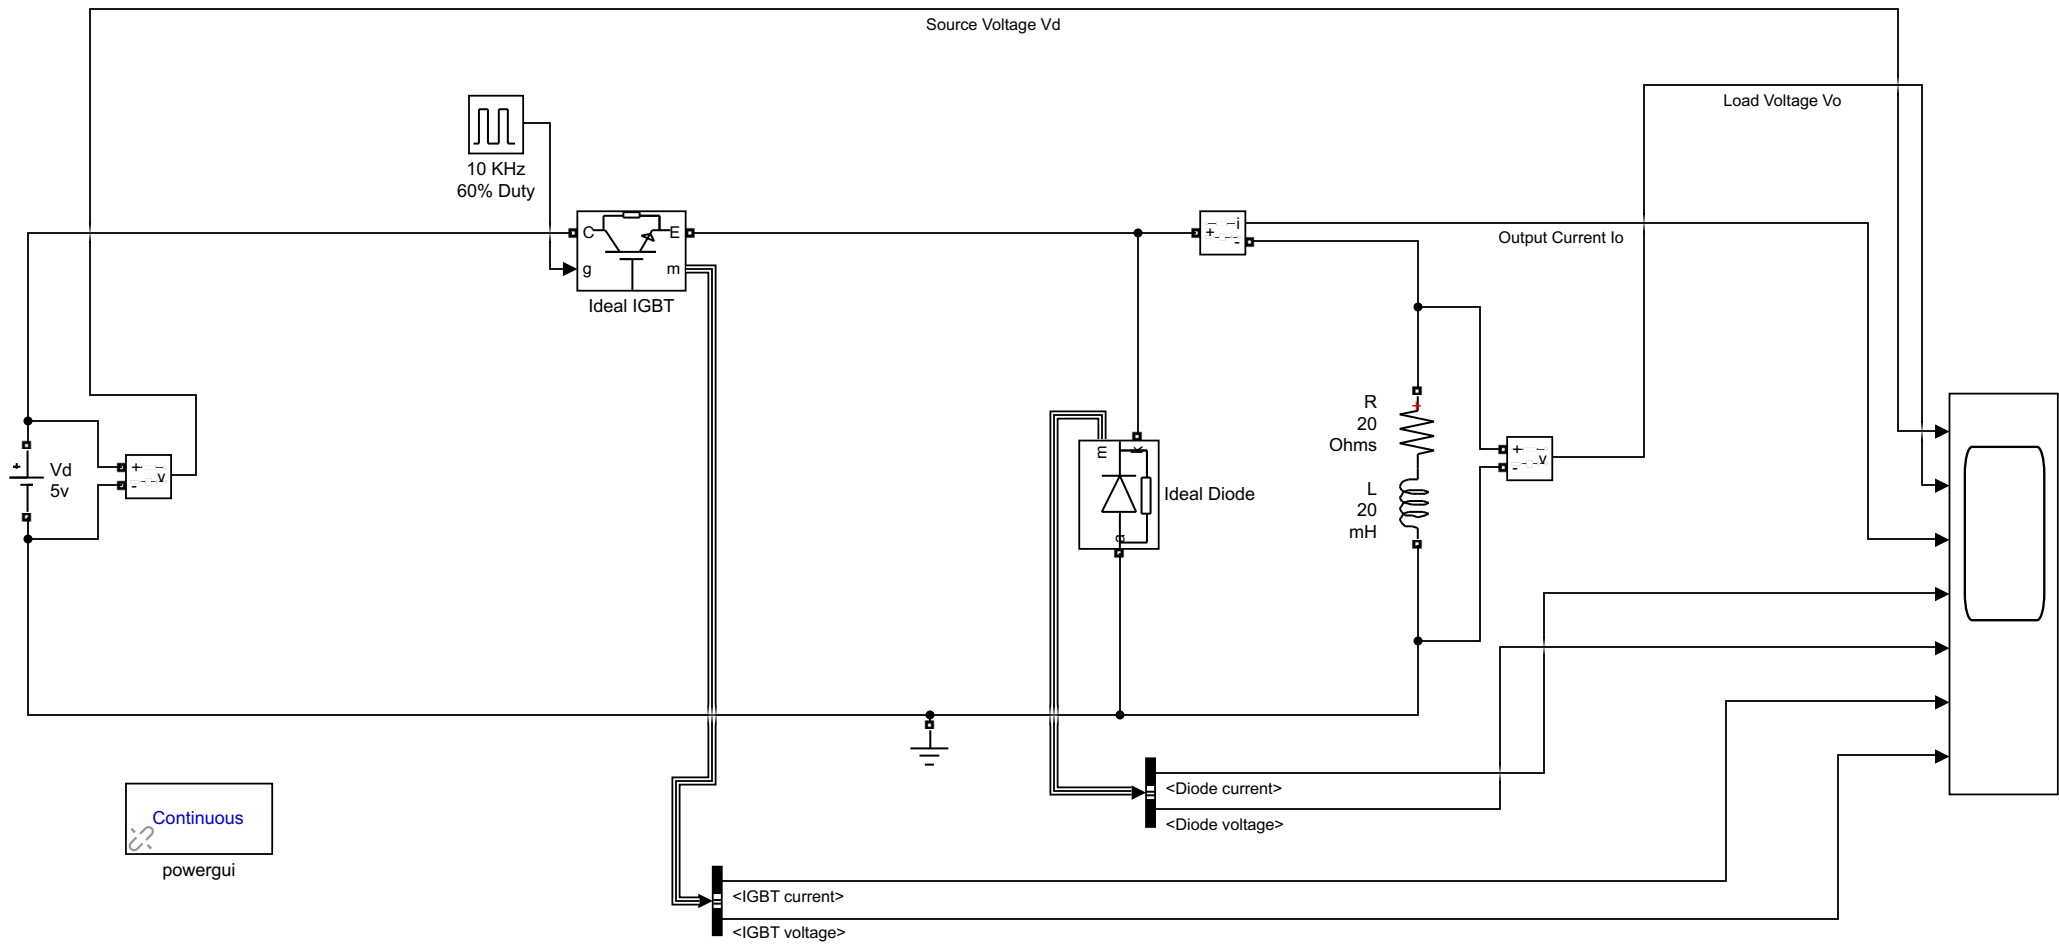 Source Voltage Vd
Load Voltage Vo
10 KHz
60% Duty
C
E
g
m
Ideal IGBT
+
i
-
Output Current Io
+
Vd
5v
+
v
-
m
k
a
Ideal Diode
R
20
Ohms
+
L
20
mH
+
v
-
<Diode current>
<Diode voltage>
Continuous
powergui
<IGBT current>
<IGBT voltage>